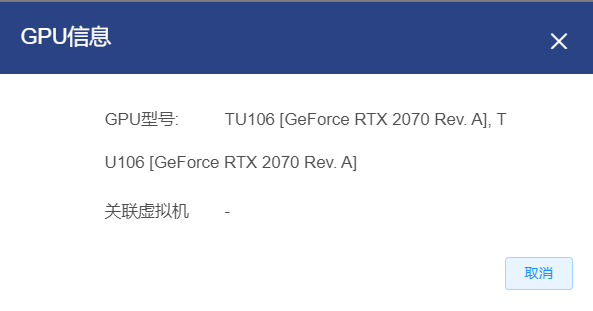 GPU信息
GPU型号: TU106 [GeForce RTX 2070 Rev. A], T
U106 [GeForce RTX 2070 Rev. A]
关联虚拟机 -
取消